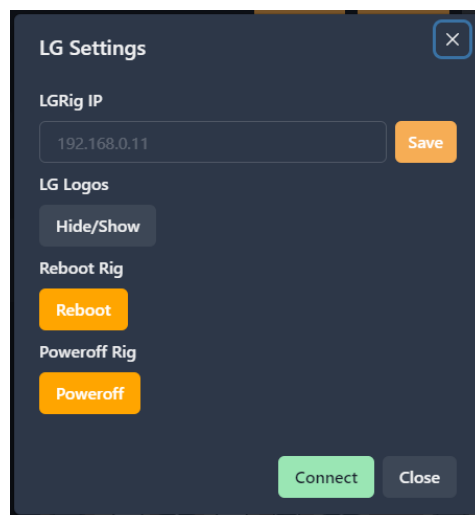 LG Settings
LGRig IP
192.168.0.11
Save
LG Logos
Hide/Show
Reboot Rig
Reboot
Poweroff Rig
Poweroff
Connect
Close